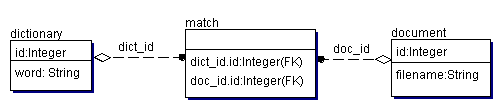 dictionary
id:Integer
word: String
dict_id
match
dict_id.id:Integer(FK)
doc_id.id:Integer(FK)
doc_id
document
id:Integer
filename:String